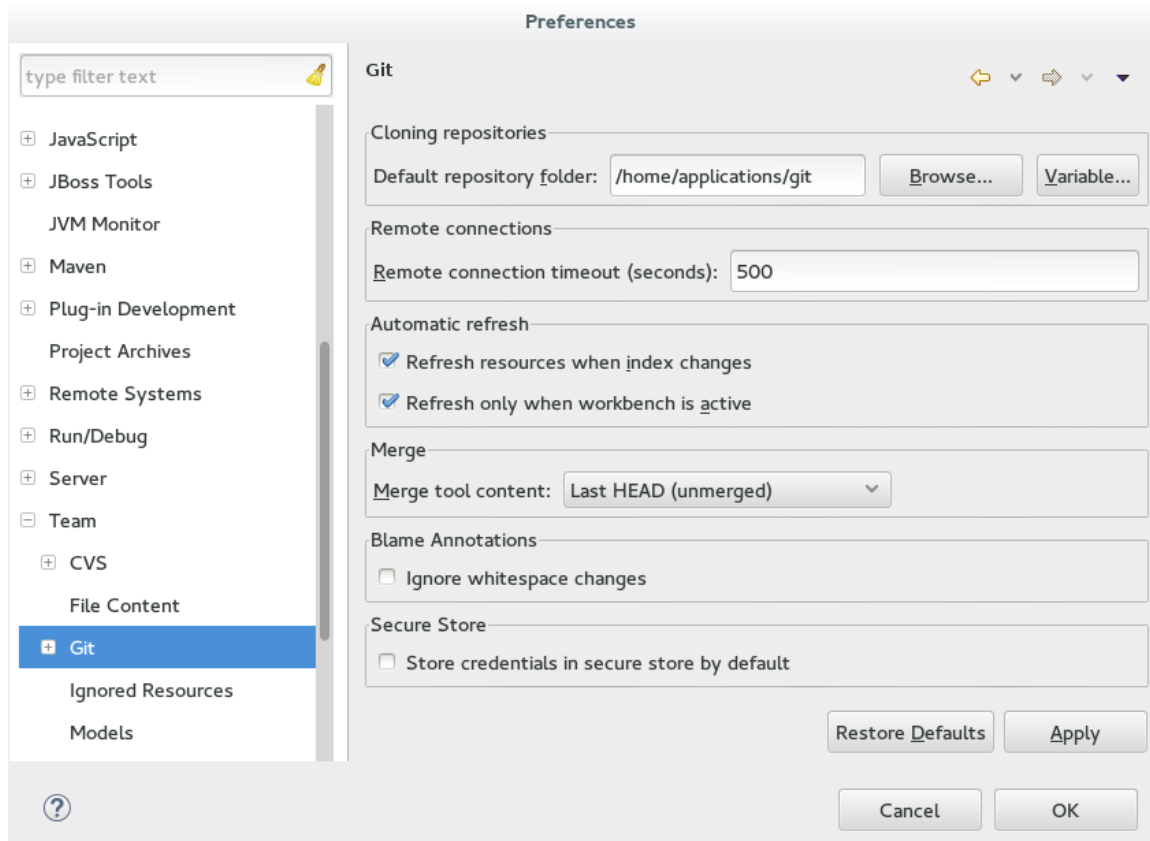 Preferences
type filter text
JavaScript
JBoss Tools
JVM Monitor
Maven
Plug-in Development
Project Archives
Remote Systems
Run/Debug
Server
Team
CVS
File Content
Git
Ignored Resources
Models
Git
Cloning repositories
Default repository folder: /home/applications/git Browse... Variable...
Remote connections
Remote connection timeout (seconds): 500
Automatic refresh
Refresh resources when index changes
Refresh only when workbench is active
Merge
Merge tool content: Last HEAD (unmerged)
Blame Annotations
Ignore whitespace changes
Secure Store
Store credentials in secure store by default
Restore Defaults Apply
? Cancel OK